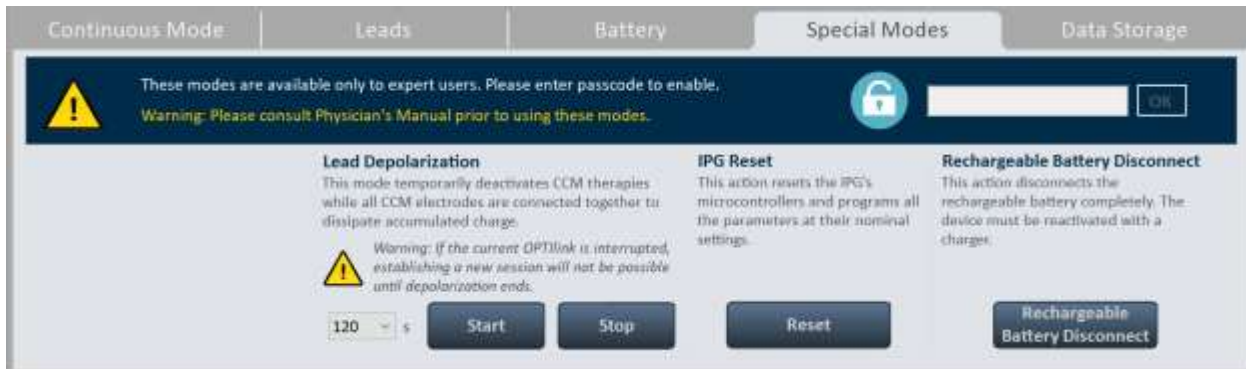 Continuous Mode
Leads
Battery
Special Modes
Data Storage
These modes are available only to expert users. Please enter passcode to enable.
Warning: Please consult Physician's Manual prior to using these modes.
OK
Lead Depolarization
This mode temporarily deactivates CCM therapies
while all CCM electrodes are connected together to
dissipate accumulated charge.
Warning: If the current OPTIlink is interrupted,
establishing a new session will not be possible
until depolarization ends.
120 s
Start
Stop
IPG Reset
This action resets the IPG's
microcontrollers and programs all
the parameters at their nominal
settings.
Reset
Rechargeable Battery Disconnect
This action disconnects the
rechargeable battery completely. The
device must be reactivated with a
charger.
Rechargeable
Battery Disconnect